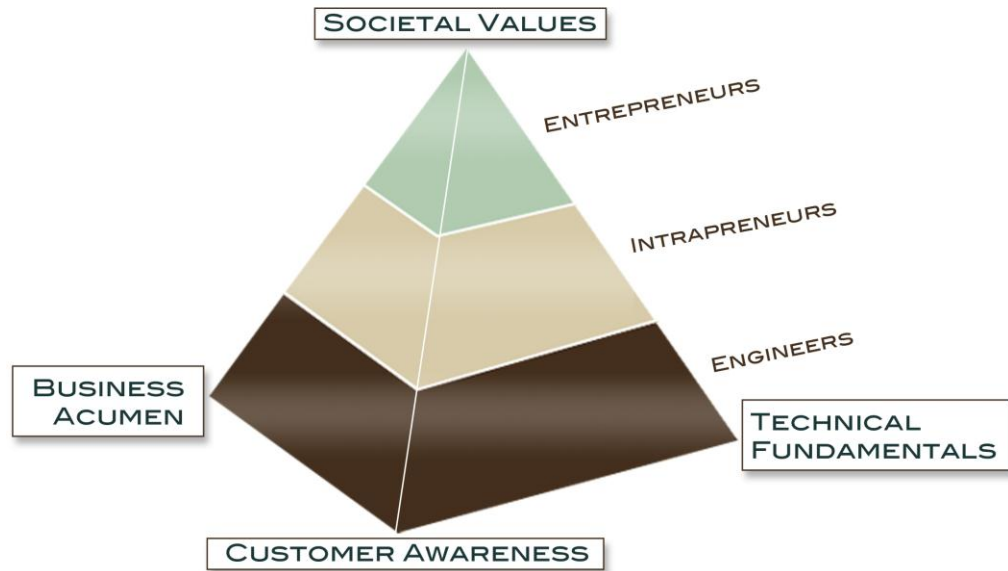 SOCIETAL VALUES
ENTREPRENEURS
INTRAPRENEURS
ENGINEERS
BUSINESS
ACUMEN
TECHNICAL
FUNDAMENTALS
CUSTOMER AWARENESS